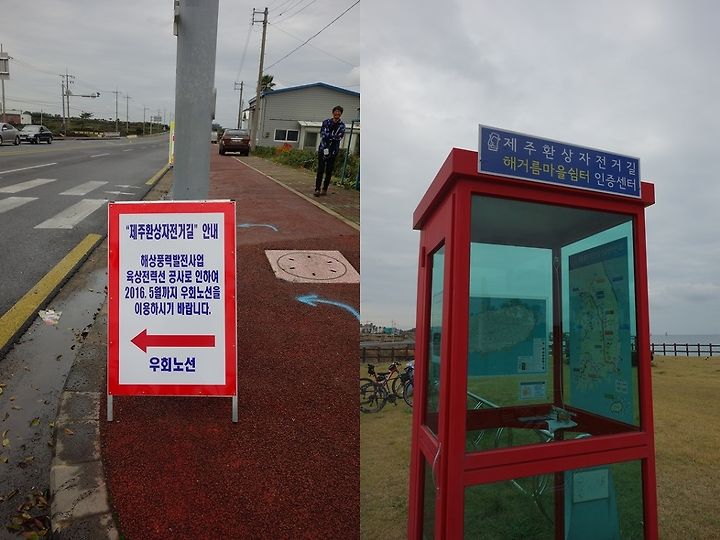 "제주환상자전거길" 안내
해상풍력발전사업
육상전력선 공사로 인하여
2016. 5월까지 우회노선을
이용하시기 바랍니다.
우회노선
제주환상자전거길
해거름마을쉼터 인증센터